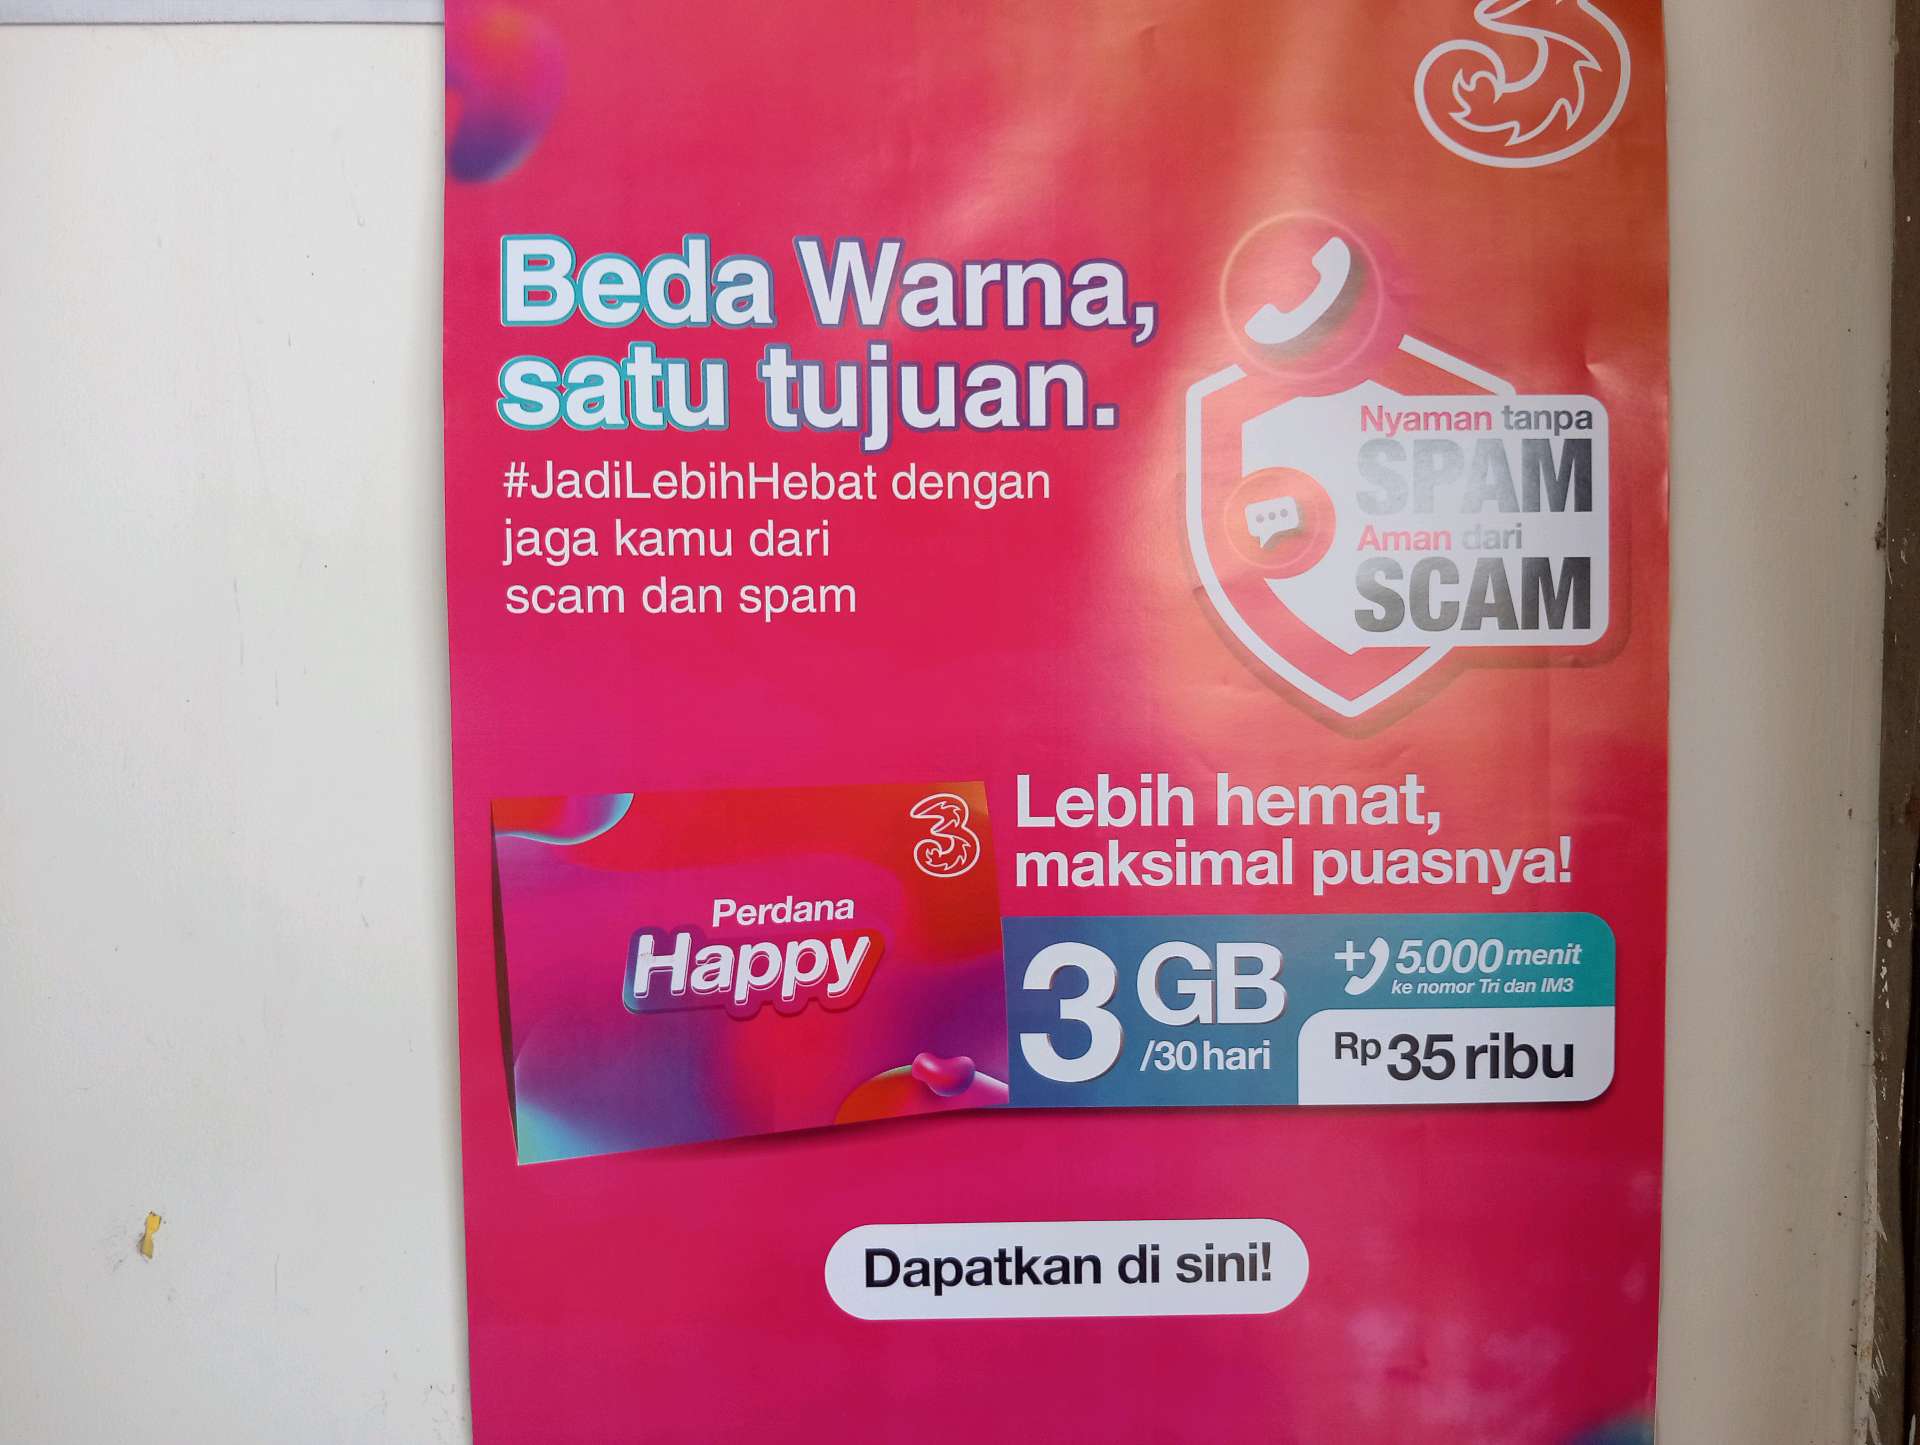 Beda Warna,
satu tujuan.
#JadiLebihHebat dengan
jaga kamu dari
scam dan spam
Nyaman tanpa
SPAM
Aman dari
SCAM
Lebih hemat,
maksimal puasnya!
3
Perdana
Happy
3 GB
/30 hari
+ 5.000 menit
ke nomor Tri dan IM3
Rp 35 ribu
Dapatkan di sini!